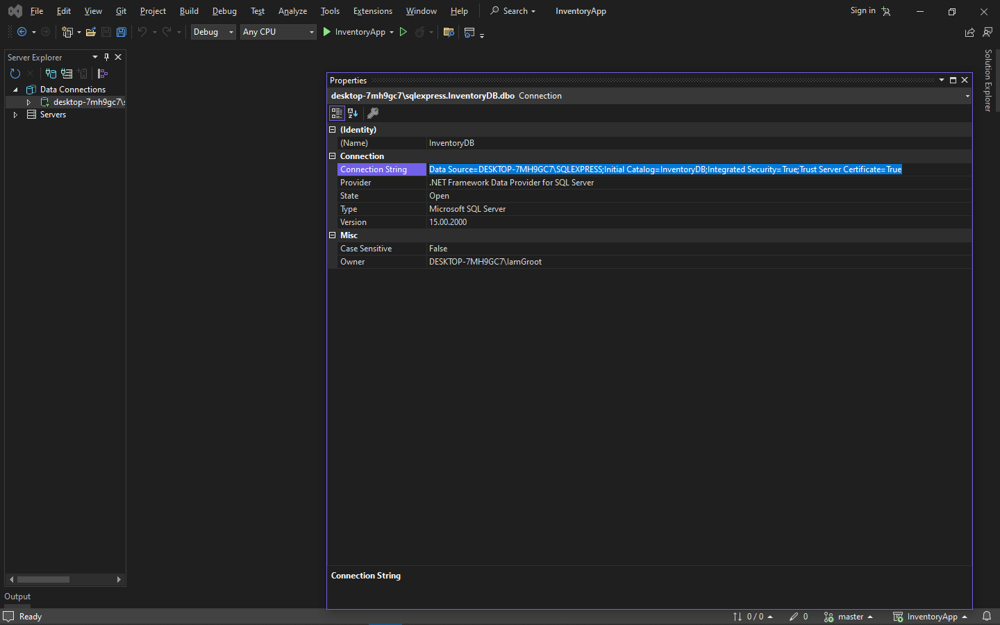 File Edit View Git Project Build Debug Test Analyze Tools Extensions Window Help Search InventoryApp Sign in
Debug Any CPU InventoryApp
Server Explorer
Data Connections
desktop-7mh9gc7\
Servers
Properties
desktop-7mh9gc7\sqlexpress.InventoryDB.dbo Connection
(Identity)
(Name) InventoryDB
Connection
Connection String Data Source=DESKTOP-7MH9GC7\SQLEXPRESS;Initial Catalog=InventoryDB;Integrated Security=True;Trust Server Certificate=True
Provider .NET Framework Data Provider for SQL Server
State Open
Type Microsoft SQL Server
Version 15.00.2000
Misc
Case Sensitive False
Owner DESKTOP-7MH9GC7\IamGroot
Connection String
Solution Explorer
Output
Ready 0 / 0 0 master InventoryApp